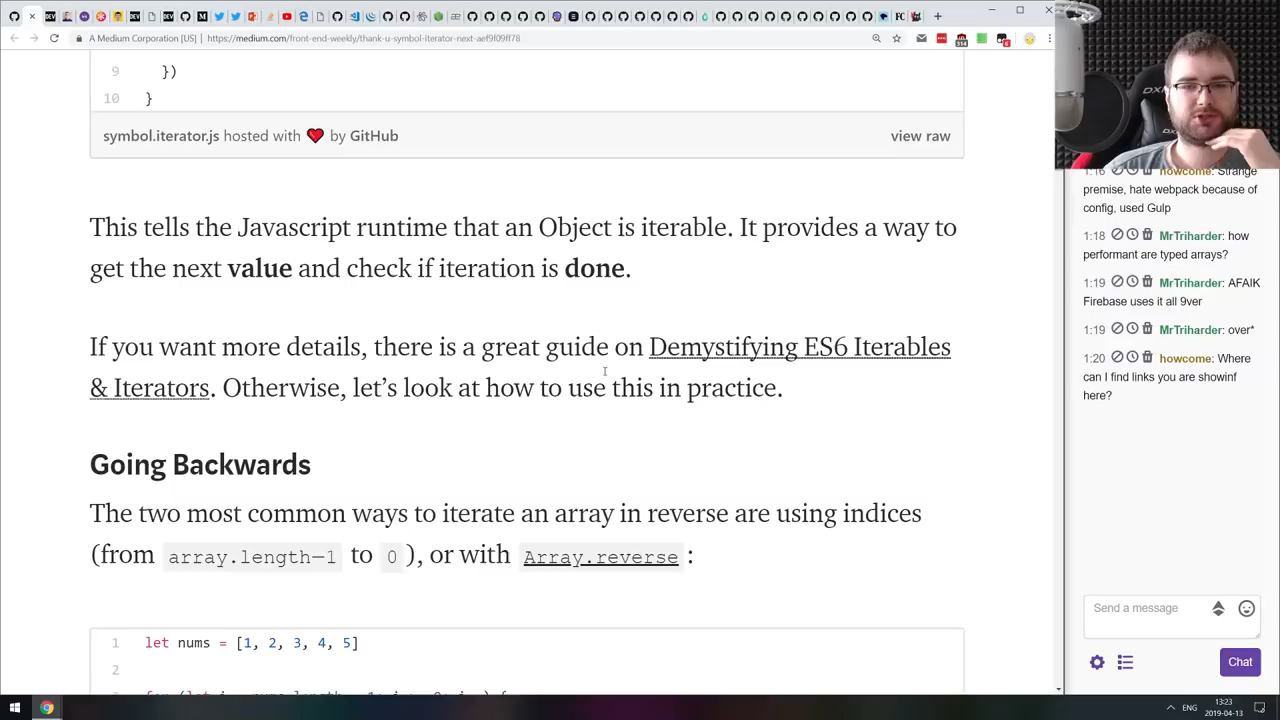 A Medium Corporation [US] | https://medium.com/front-end-weekly/thank-u-symbol-iterator-next-aef9f09ff78
9 })
10 }
symbol.iterator.js hosted with ❤ by GitHub view raw
This tells the Javascript runtime that an Object is iterable. It provides a way to
get the next value and check if iteration is done.
If you want more details, there is a great guide on Demystifying ES6 Iterables
& Iterators. Otherwise, let’s look at how to use this in practice.
Going Backwards
The two most common ways to iterate an array in reverse are using indices
(from array.length—1 to 0 ), or with Array.reverse :
1 let nums = [1, 2, 3, 4, 5]
2
1:16 howcome: Strange
premise, hate webpack because of
config, used Gulp
1:18 MrTriharder: how
performant are typed arrays?
1:19 MrTriharder: AFAIK
Firebase uses it all 9ver
1:19 MrTriharder: over*
1:20 howcome: Where
can I find links you are showinf
here?
Send a message
Chat
ENG
13:23
2019-04-13